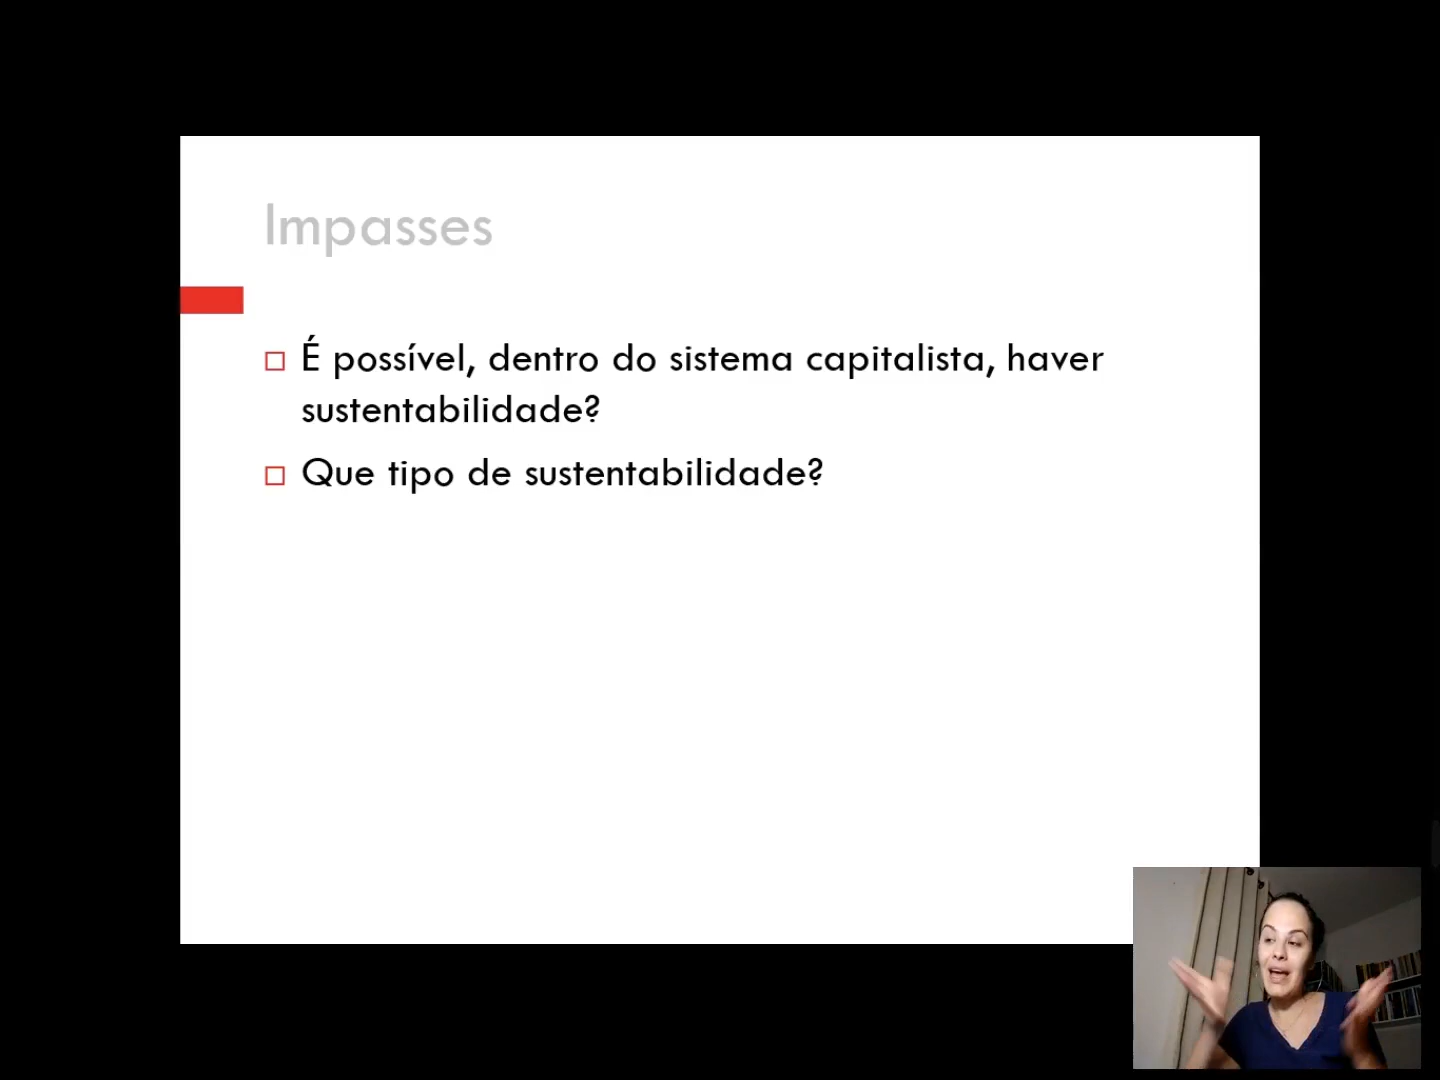 Impasses
É possível, dentro do sistema capitalista, haver
sustentabilidade?
Que tipo de sustentabilidade?